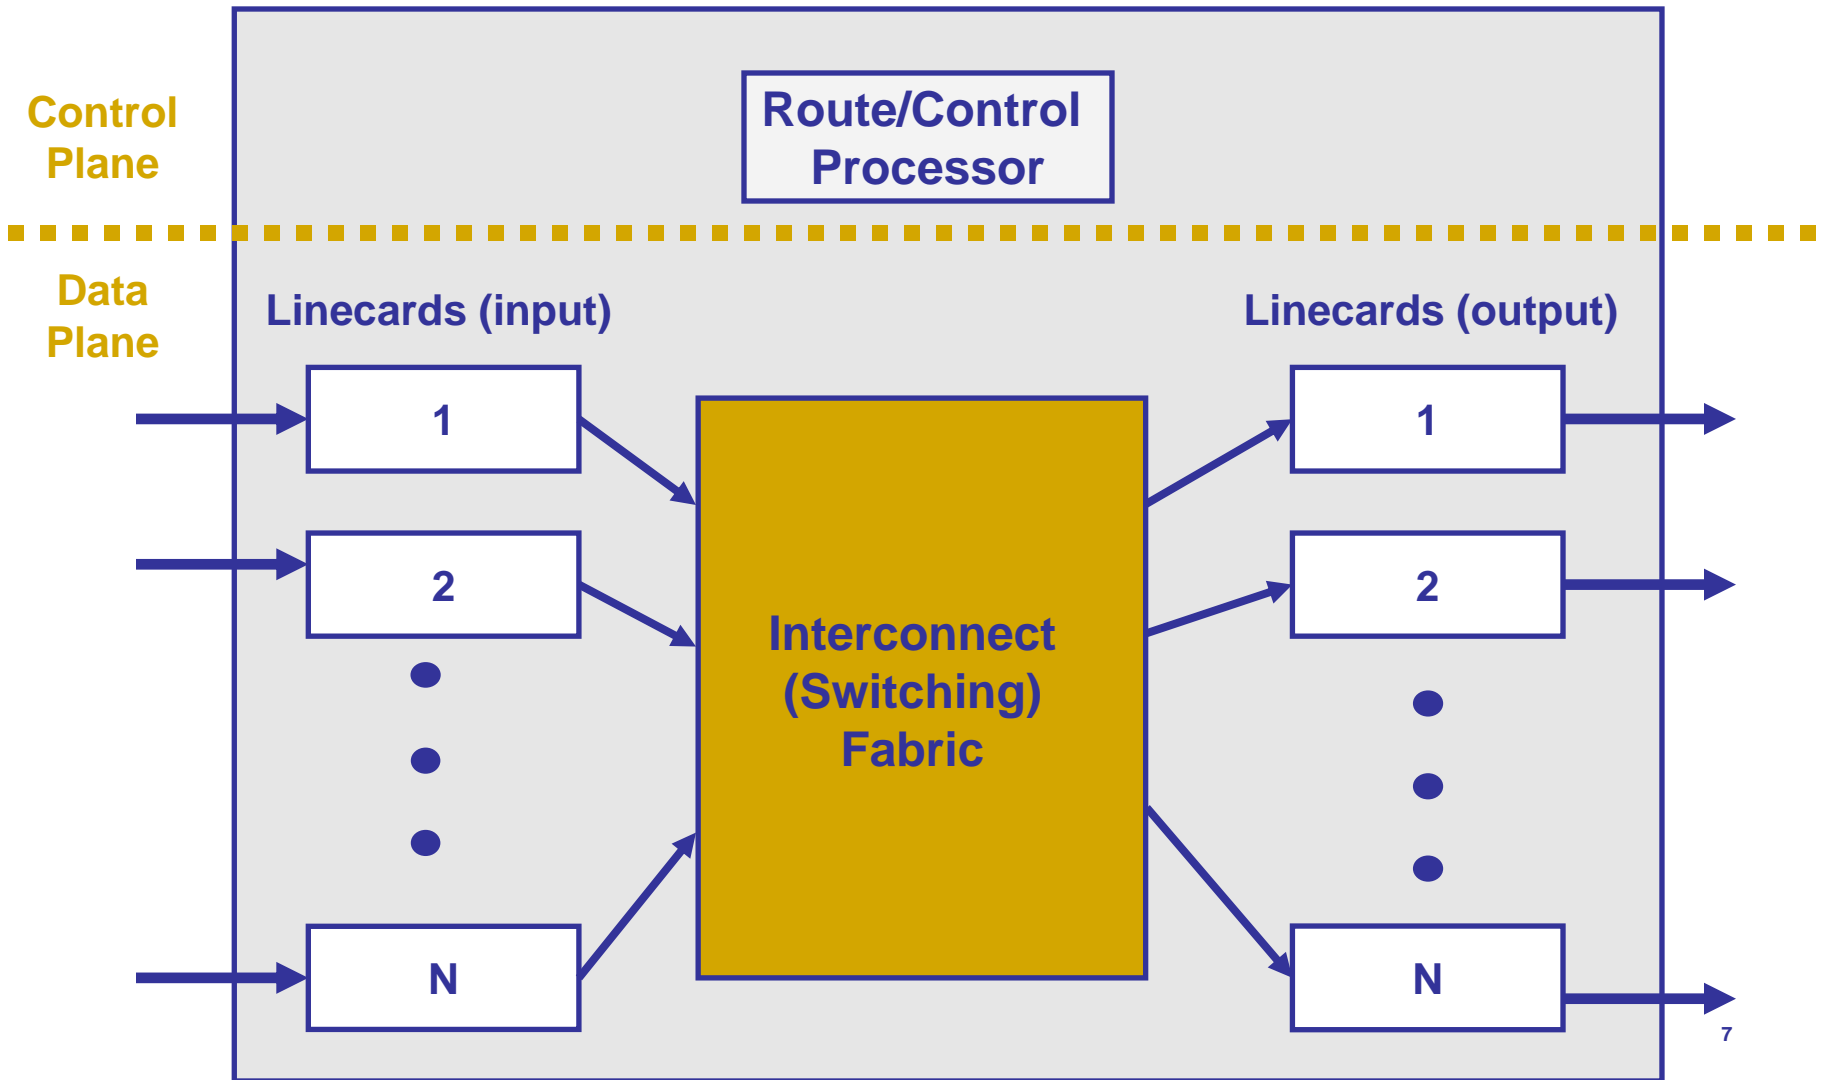 Control
Plane
Route/Control
Processor
Data
Plane
Linecards (input)
Linecards (output)
1
1
2
2
Interconnect
(Switching)
Fabric
N
N
7